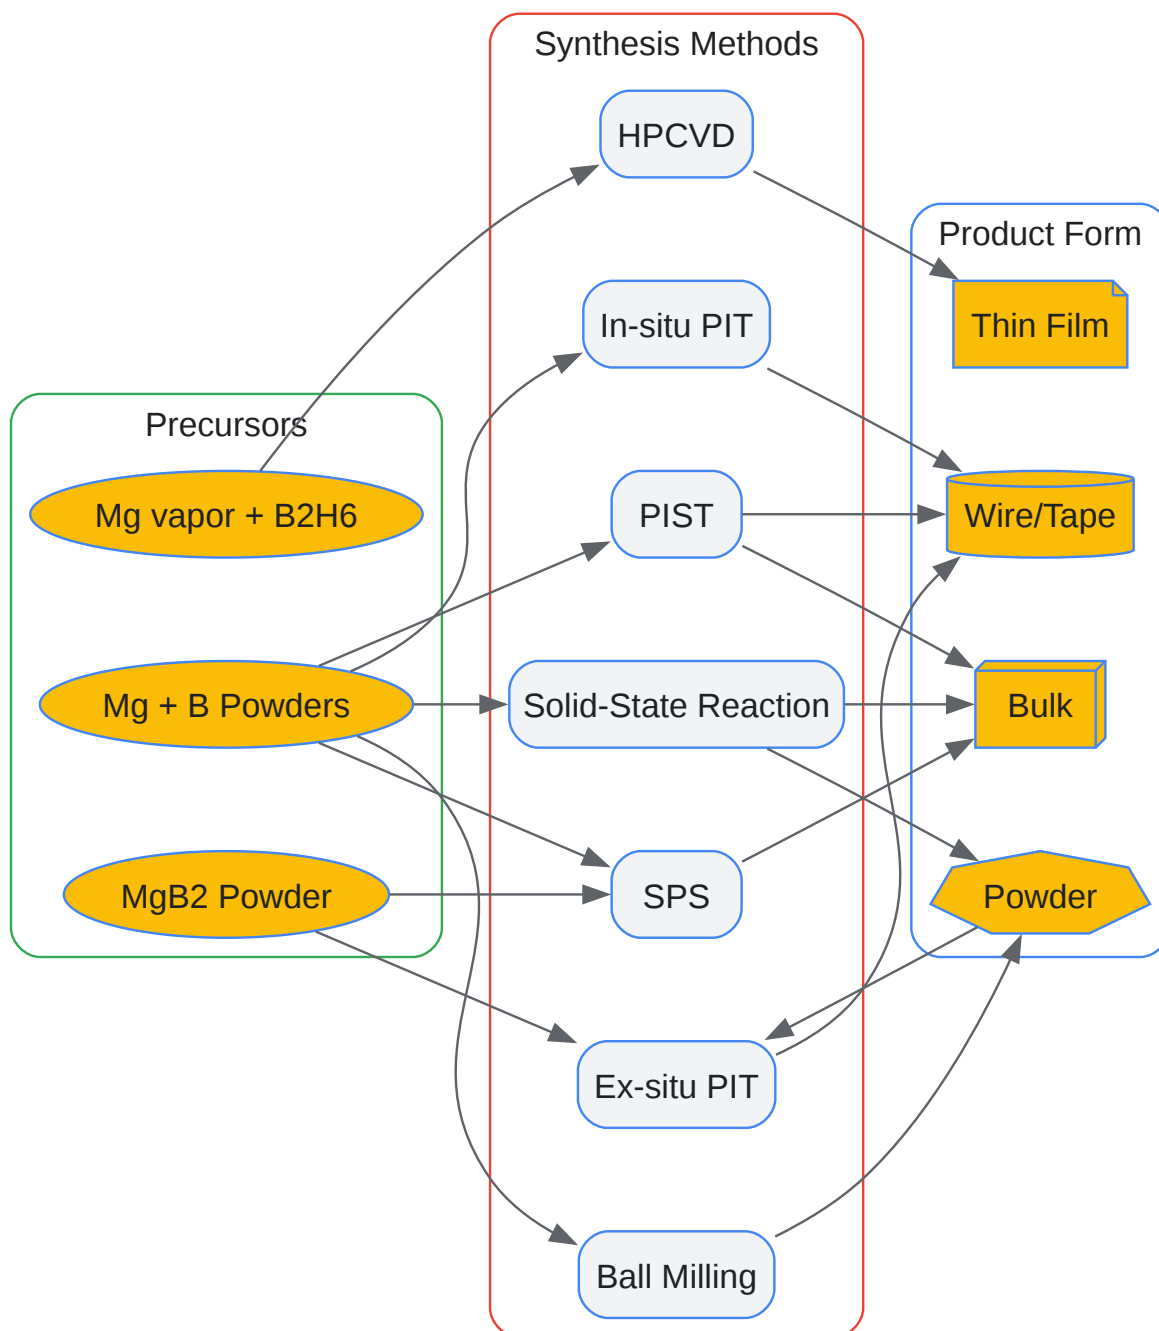 Synthesis Methods
HPCVD
Product Form
In-situ PIT
Thin Film
Precursors
Mg vapor + B2H6
PIST
Wire/Tape
Mg + B Powders
Solid-State Reaction
Bulk
MgB2 Powder
SPS
Powder
Ex-situ PIT
Ball Milling